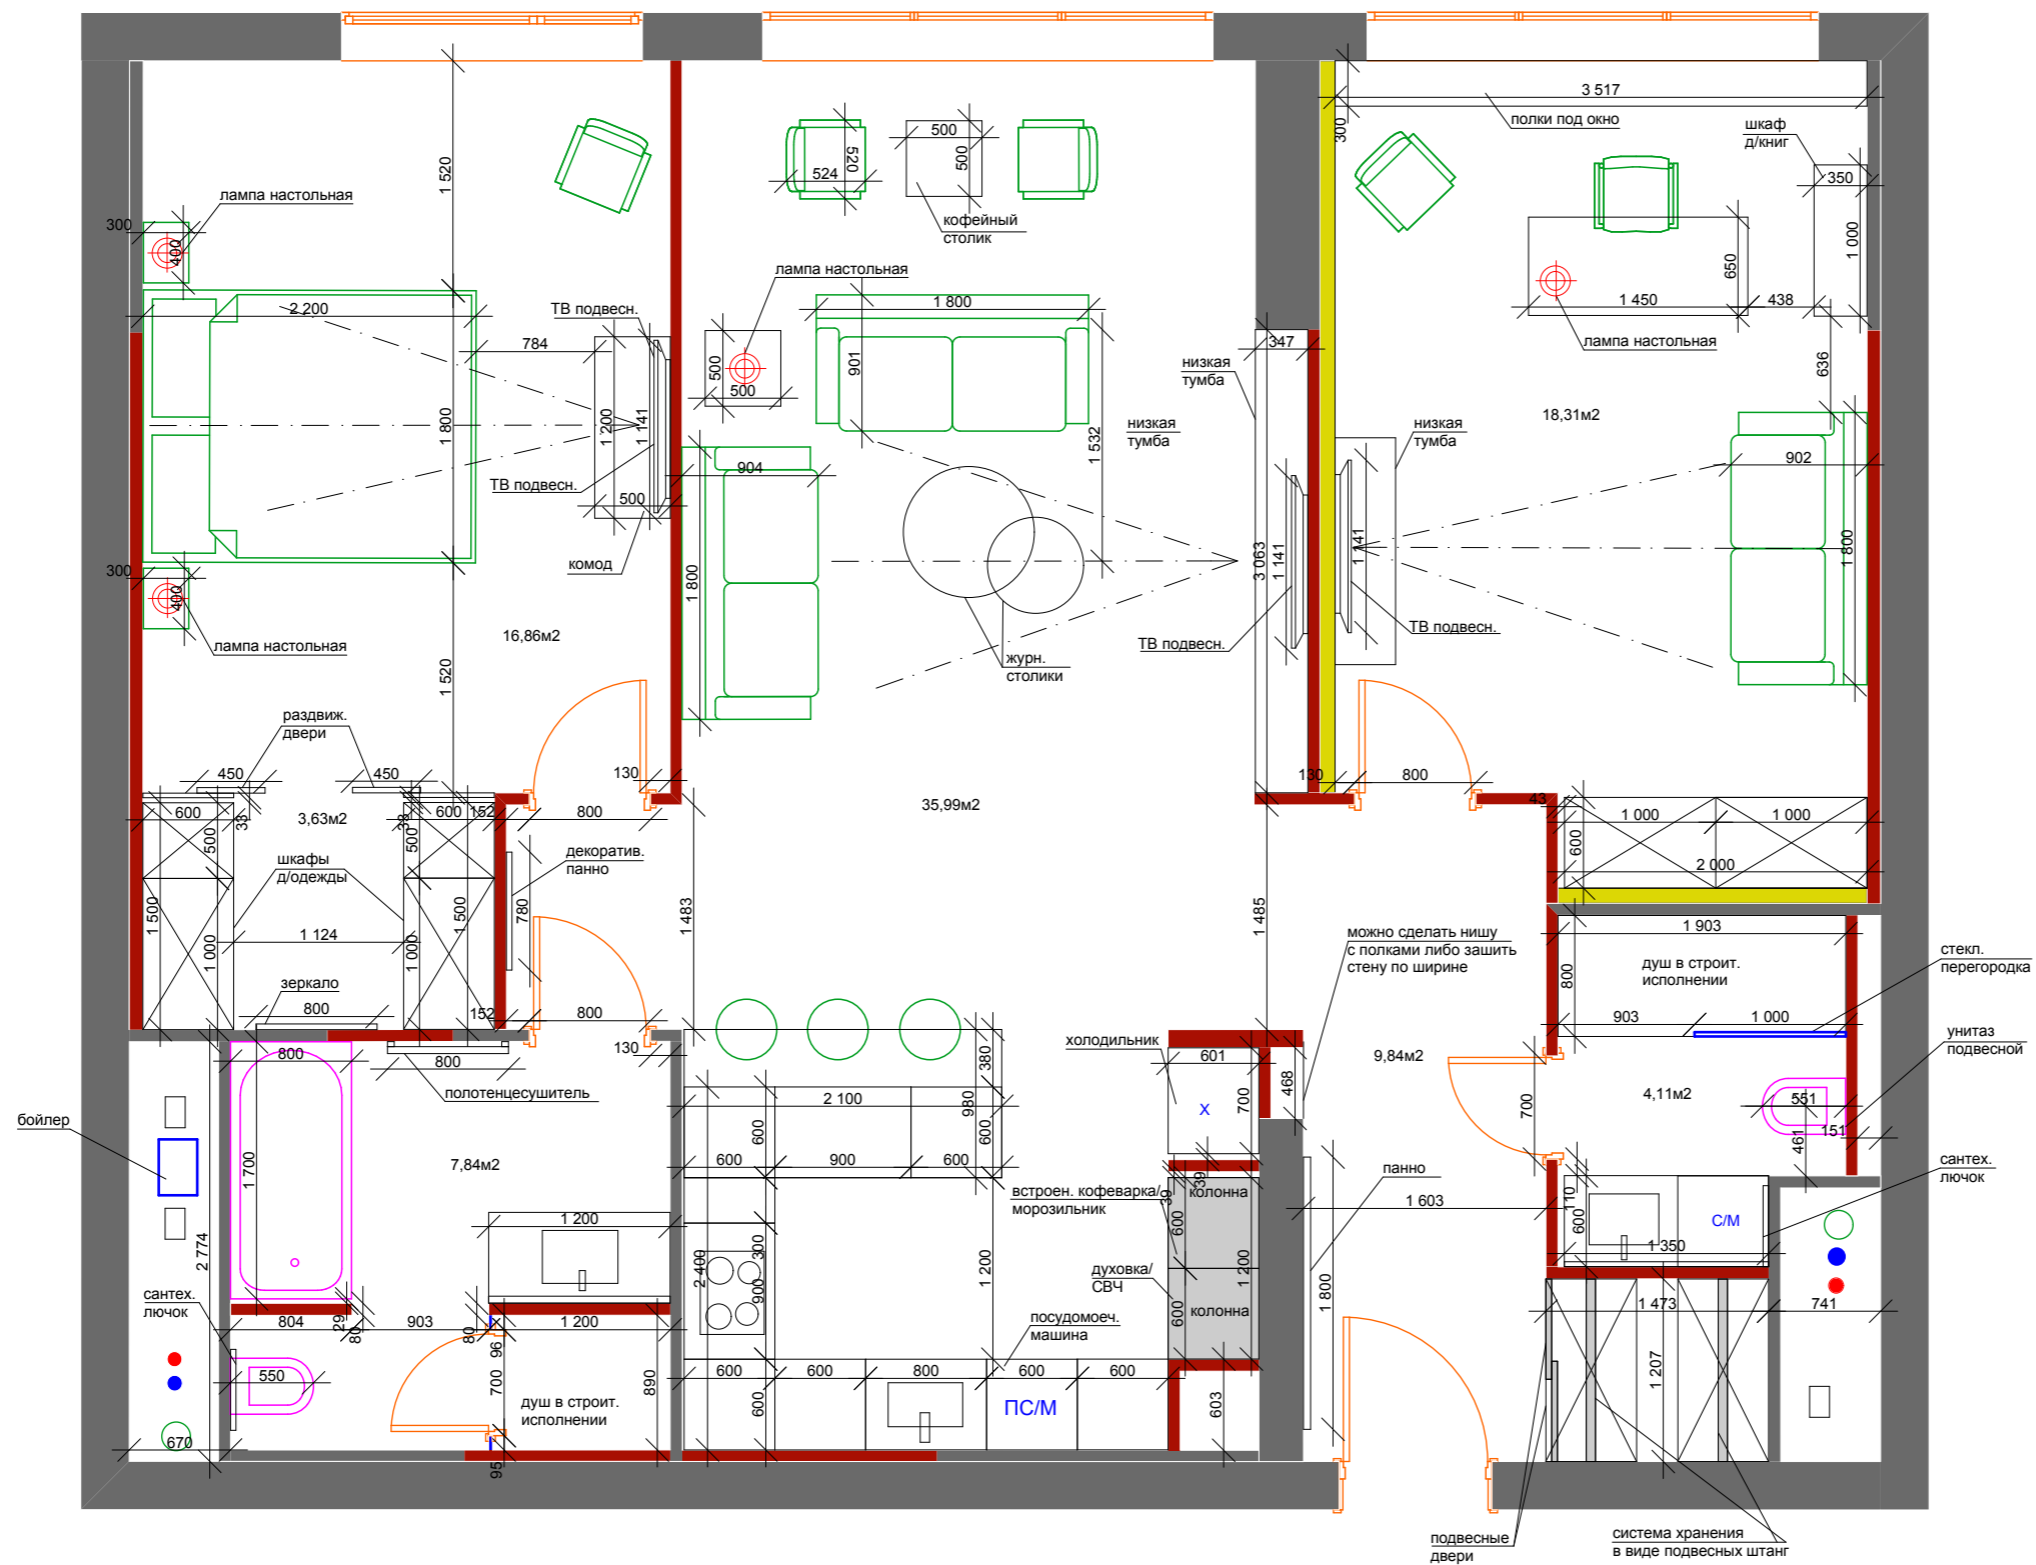 3 517
полки под окно
300
шкаф
д/книг
350
1 000
500
500
520
524
кофейный
столик
1 520
лампа настольная
300
400
650
1 450
438
лампа настольная
636
лампа настольная
1 800
2 200
ТВ подвесн.
784
500
500
901
347
низкая
тумба
низкая
тумба
низкая
тумба
18,31м2
1 800
1 200
1 141
1 532
904
902
ТВ подвесн.
500
комод
1 800
3 063
1 141
1 141
1 800
300
400
16,86м2
лампа настольная
1 520
ТВ подвесн.
ТВ подвесн.
журн.
столики
раздвиж.
двери
450
450
130
130
800
600
33
3,63м2
33
600
152
800
35,99м2
43
1 000
1 000
500
500
600
2 000
шкафы
д/одежды
декоратив.
панно
780
1 500
1 500
1 483
1 485
1 124
1 000
1 000
можно сделать нишу
с полками либо зашить
стену по ширине
1 903
800
душ в строит.
исполнении
стекл.
перегородка
зеркало
800
152
800
903
1 000
130
380
холодильник
601
9,84м2
унитаз
подвесной
800
800
полотенцесушитель
468
700
X
700
4,11м2
551
2 100
980
бойлер
600
600
151
461
7,84м2
1 700
600
900
600
39
39
панно
сантех.
лючок
встроен. кофеварка/
морозильник
колонна
1 603
110
600
600
С/М
1 200
2 774
300
2 400
1 200
1 200
1 350
духовка/
СВЧ
900
1 800
сантех.
лючок
29
80
80
804
903
1 200
96
посудомоеч.
машина
600
колонна
1 473
741
550
700
890
600
600
800
600
600
1 207
душ в строит.
исполнении
600
ПС/М
603
670
95
подвесные
двери
система хранения
в виде подвесных штанг